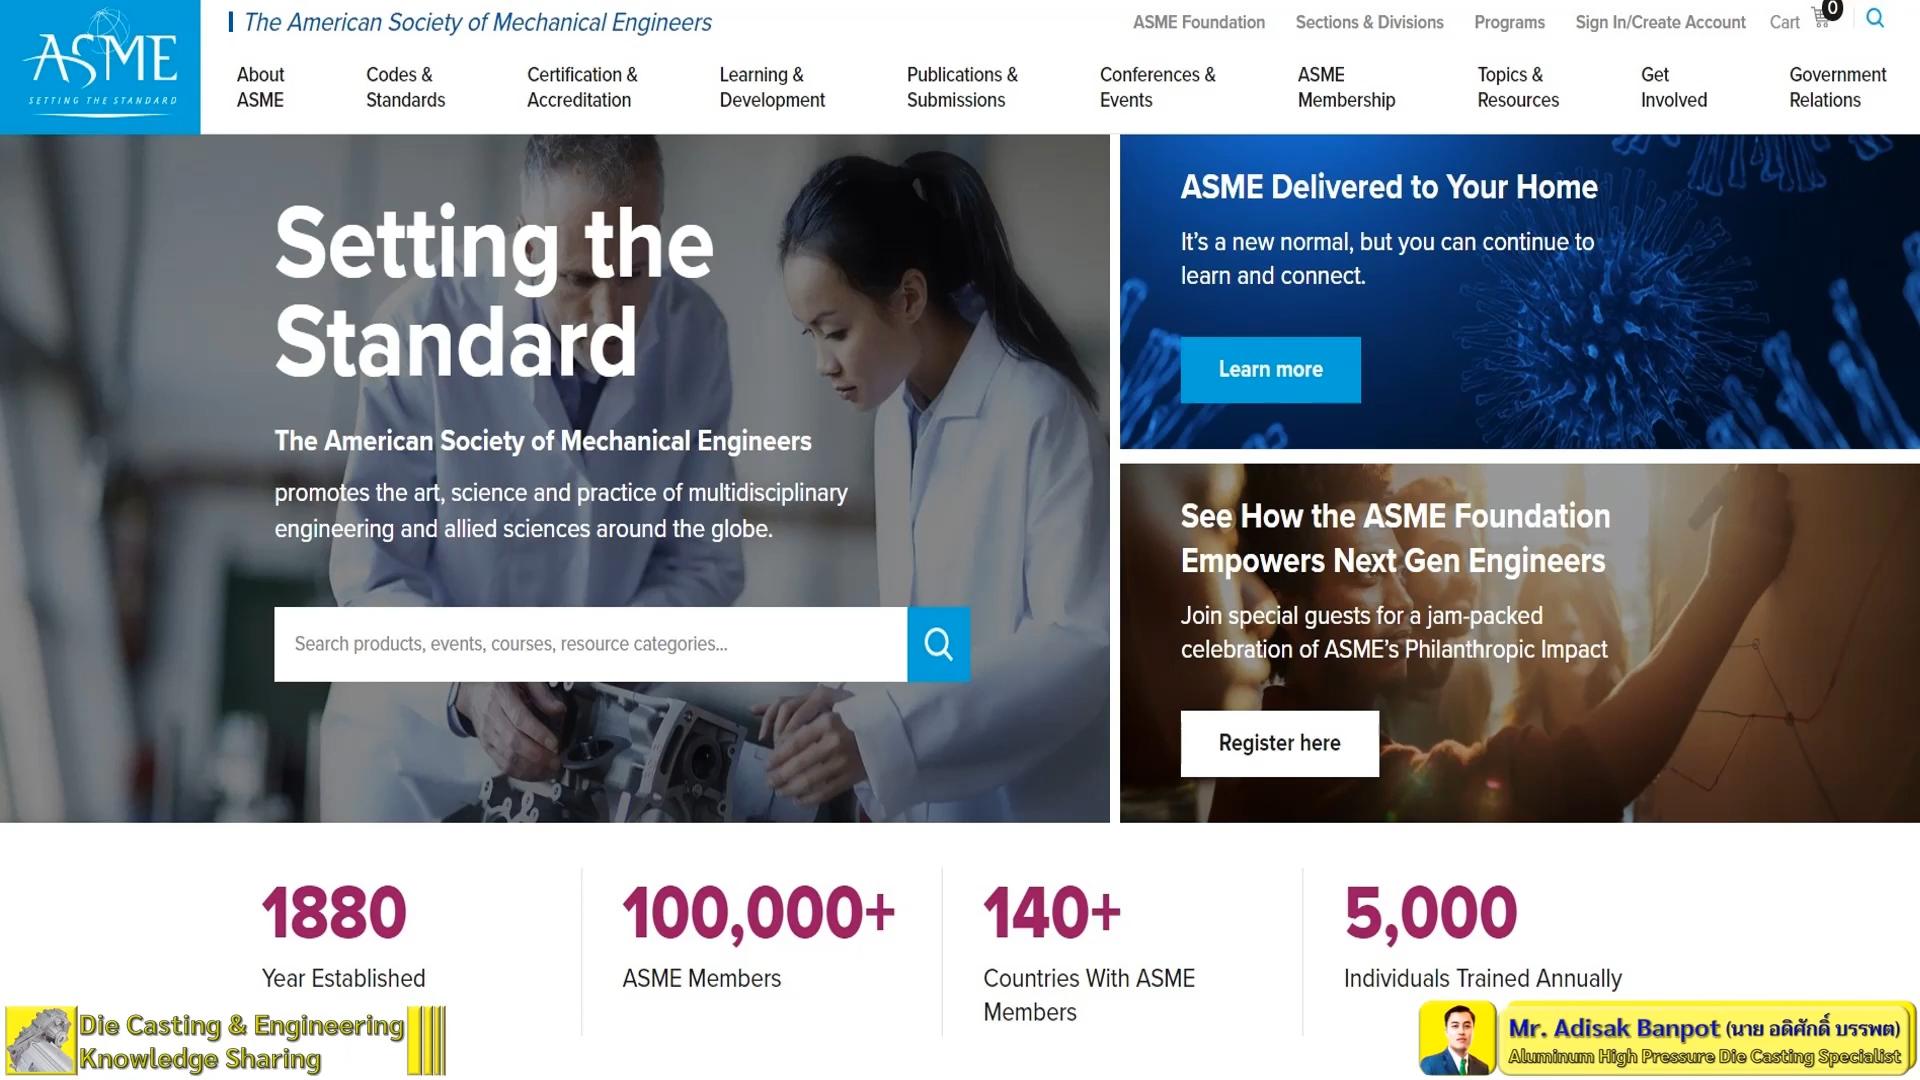 ASME
SETTING THE STANDARD
The American Society of Mechanical Engineers
ASME Foundation
Sections & Divisions
Programs
Sign In/Create Account
Cart
0
About
ASME
Codes &
Standards
Certification &
Accreditation
Learning &
Development
Publications &
Submissions
Conferences &
Events
ASME
Membership
Topics &
Resources
Get
Involved
Government
Relations
Setting the
Standard
The American Society of Mechanical Engineers
promotes the art, science and practice of multidisciplinary
engineering and allied sciences around the globe.
Search products, events, courses, resource categories...
ASME Delivered to Your Home
It's a new normal, but you can continue to
learn and connect.
Learn more
See How the ASME Foundation
Empowers Next Gen Engineers
Join special guests for a jam-packed
celebration of ASME's Philanthropic Impact
Register here
1880
Year Established
100,000+
ASME Members
140+
Countries With ASME
Members
5,000
Individuals Trained Annually
Die Casting & Engineering
Knowledge Sharing
Mr. Adisak Banpot (นาย อดิศักดิ์ บรรพต)
Aluminum High Pressure Die Casting Specialist